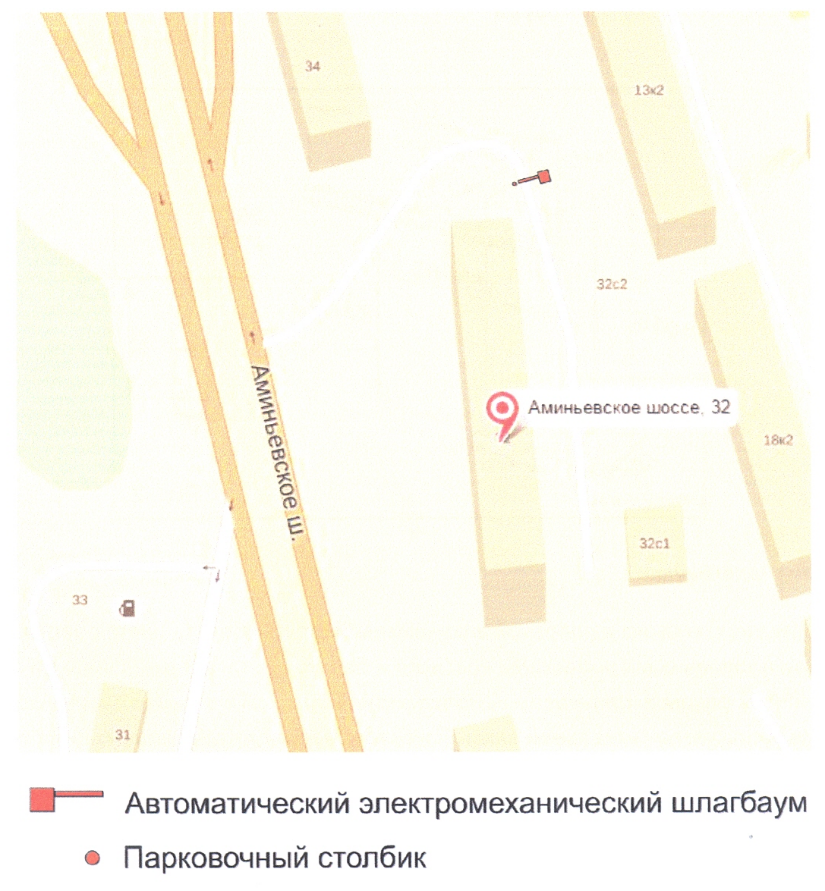 34
13к2
32с2
Аминьевское ш.
Аминьевское шоссе, 32
18к2
32с1
33
31
Автоматический электромеханический шлагбаум
Парковочный столбик